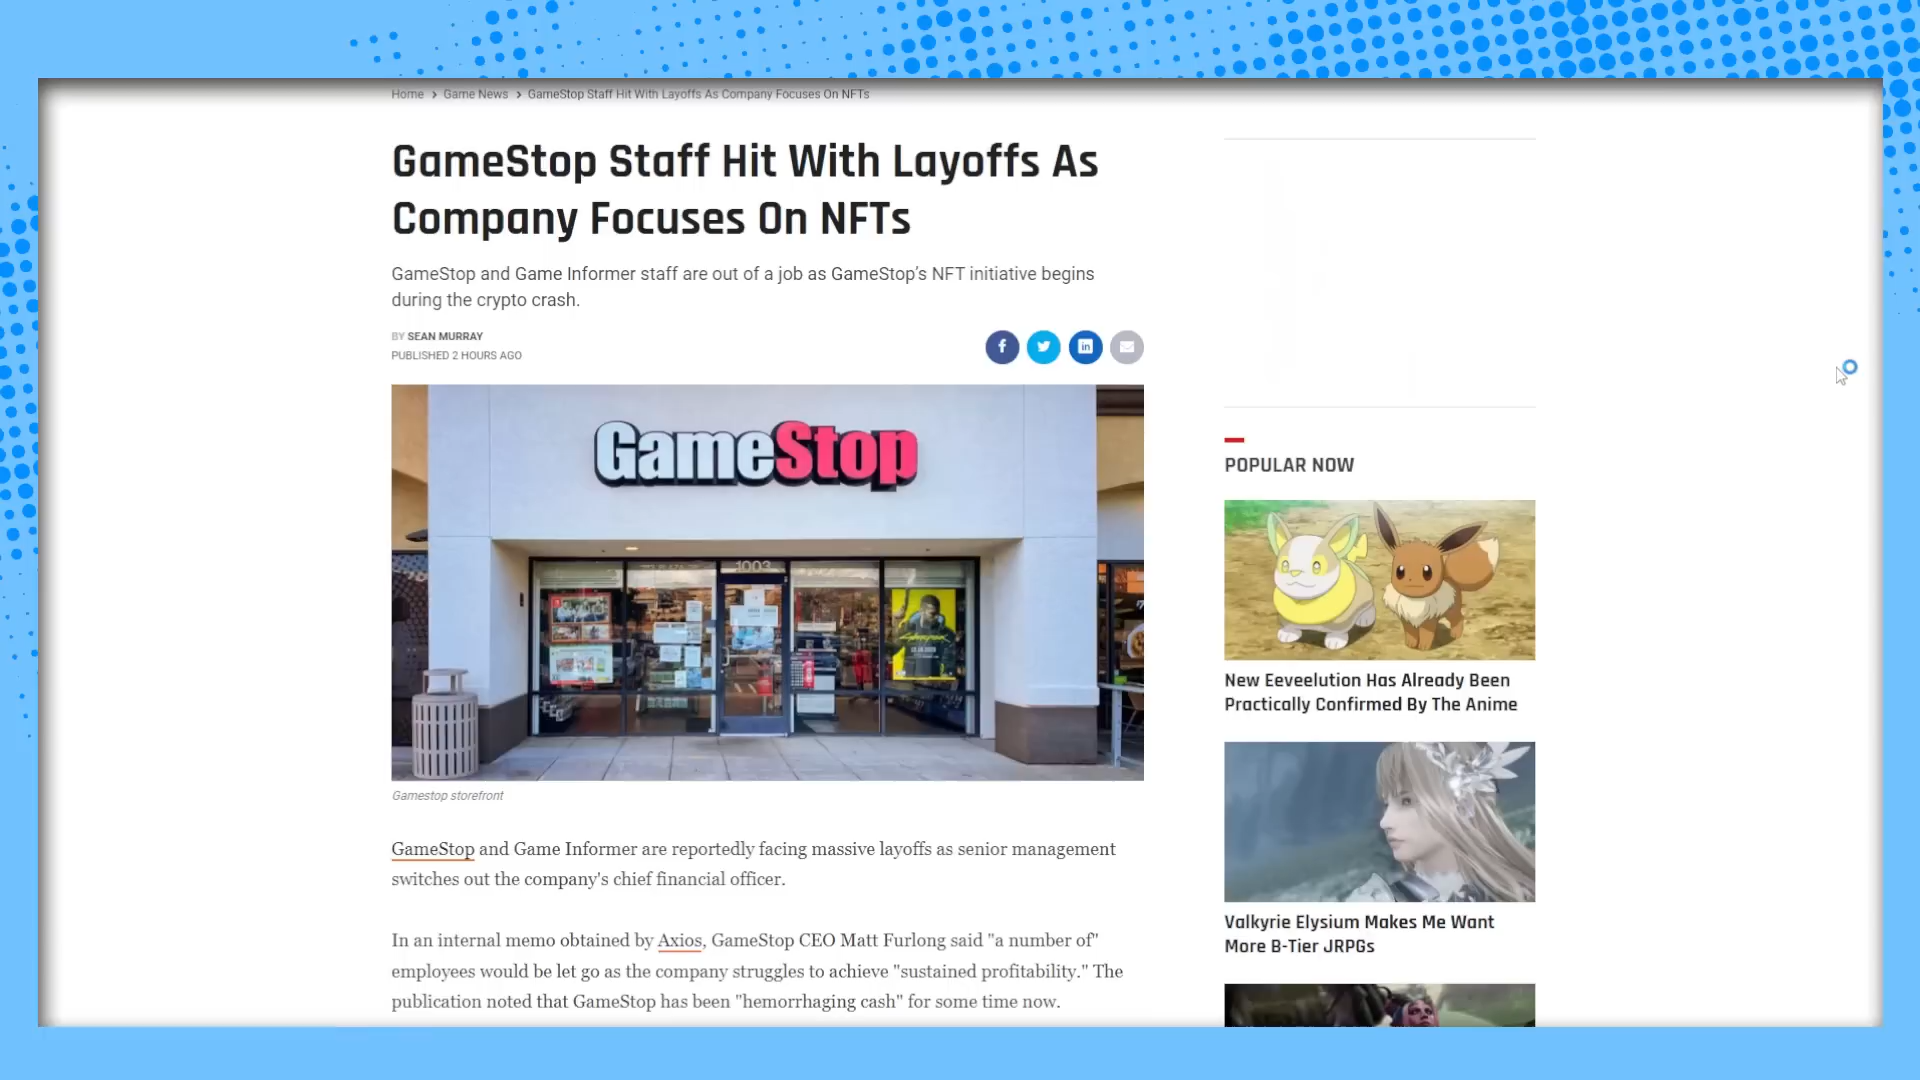 Home > Game News > GameStop Staff Hit With Layoffs As Company Focuses On NFTs
GameStop Staff Hit With Layoffs As
Company Focuses On NFTs
GameStop and Game Informer staff are out of a job as GameStop's NFT initiative begins
during the crypto crash.
BY SEAN MURRAY
PUBLISHED 2 HOURS AGO
GameStop
1003
Gamestop storefront
GameStop and Game Informer are reportedly facing massive layoffs as senior management
switches out the company's chief financial officer.
In an internal memo obtained by Axios, GameStop CEO Matt Furlong said "a number of"
employees would be let go as the company struggles to achieve "sustained profitability." The
publication noted that GameStop has been "hemorrhaging cash" for some time now.
POPULAR NOW
New Eeveelution Has Already Been
Practically Confirmed By The Anime
Valkyrie Elysium Makes Me Want
More B-Tier JRPGs